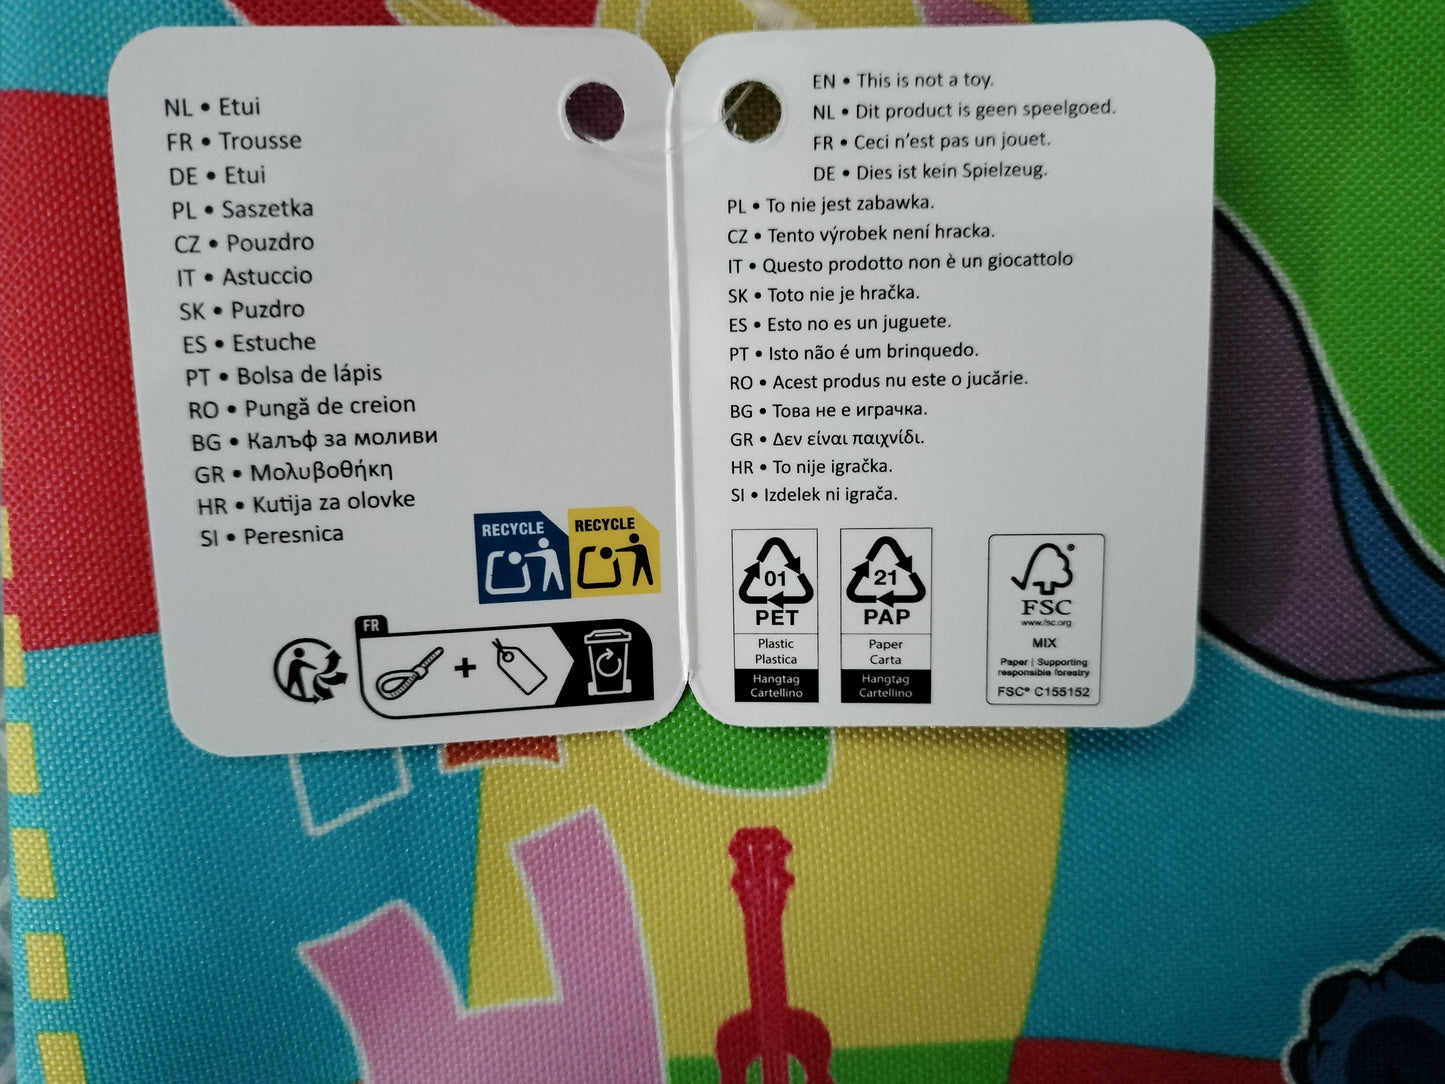 NL • Etui
FR • Trousse
DE • Etui
PL • Saszetka
CZ • Pouzdro
IT • Astuccio
SK • Puzdro
ES • Estuche
PT • Bolsa de lápis
RO • Pungă de creion
BG • Калъф за моливи
GR • Μολυβοθήκη
HR • Kutija za olovke
SI • Peresnica
RECYCLE
RECYCLE
FR
+
EN • This is not a toy.
NL • Dit product is geen speelgoed.
FR • Ceci n'est pas un jouet.
DE • Dies ist kein Spielzeug.
PL • To nie jest zabawka.
CZ • Tento výrobek není hracka.
IT • Questo prodotto non è un giocattolo
SK • Toto nie je hračka.
ES • Esto no es un juguete.
PT • Isto não é um brinquedo.
RO • Acest produs nu este o jucărie.
BG • Това не е играчка.
GR • Δεν είναι παιχνίδι.
HR • To nije igračka.
SI • Izdelek ni igrača.
01
PET
Plastic
Plastica
Hangtag
Cartellino
21
PAP
Paper
Carta
Hangtag
Cartellino
®
FSC
www.fsc.org
MIX
Paper | Supporting
responsible forestry
FSC® C155152